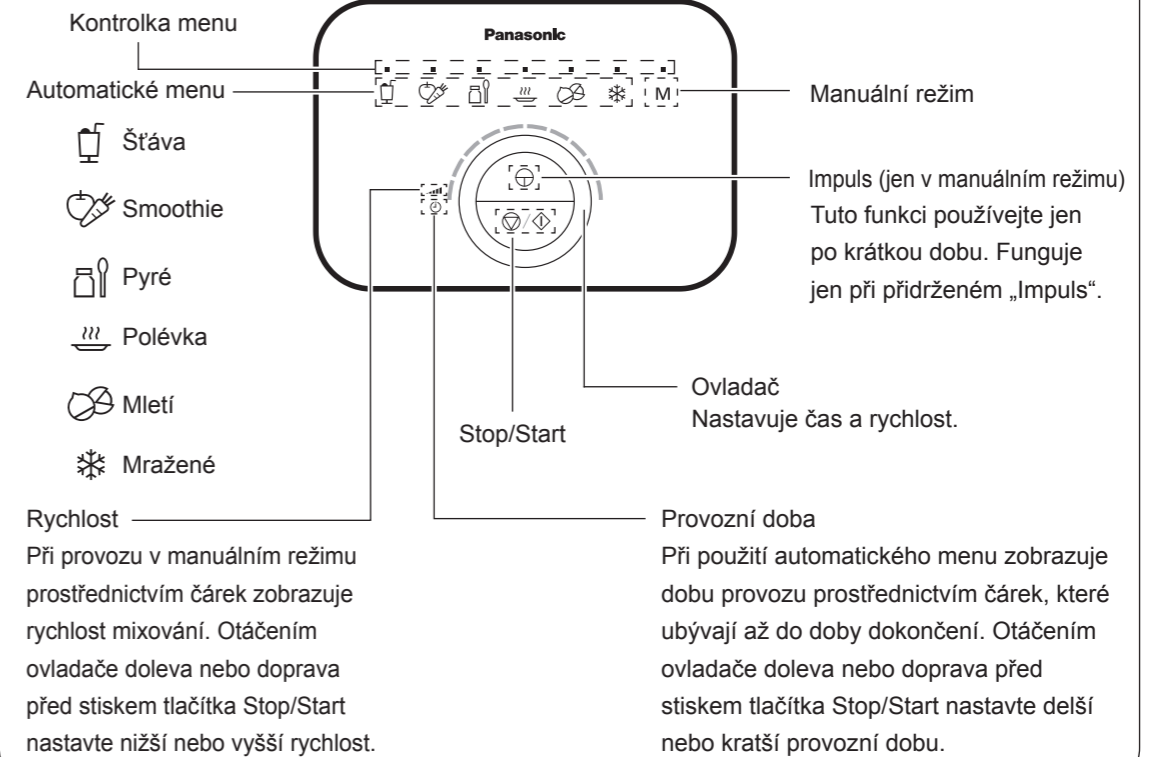 Kontrolka menu
Panasonic
Automatické menu
M
Manuální režim
Šťáva
Smoothie
Pyré
Polévka
Mletí
Mražené
Impuls (jen v manuálním režimu)
Tuto funkci používejte jen
po krátkou dobu. Funguje
jen při přidrženém „Impuls“.
Ovladač
Nastavuje čas a rychlost.
Stop/Start
Rychlost
Při provozu v manuálním režimu
prostřednictvím čárek zobrazuje
rychlost mixování. Otáčením
ovladače doleva nebo doprava
před stiskem tlačítka Stop/Start
nastavte nižší nebo vyšší rychlost.
Provozní doba
Při použití automatického menu zobrazuje
dobu provozu prostřednictvím čárek, které
ubývají až do doby dokončení. Otáčením
ovladače doleva nebo doprava před
stiskem tlačítka Stop/Start nastavte delší
nebo kratší provozní dobu.